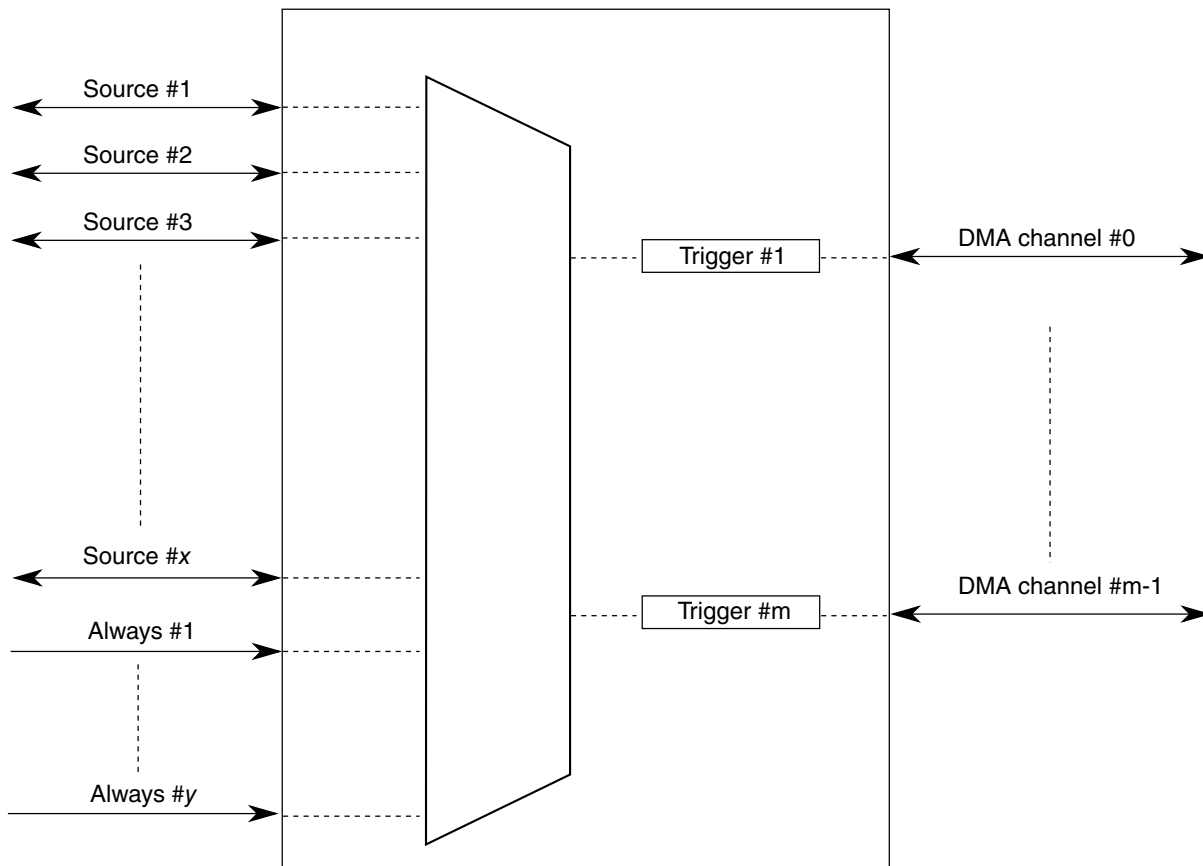 Source #1
Source #2
Source #3
Trigger #1
DMA channel #0
Source #x
Always #1
Trigger #m
DMA channel #m-1
Always #y